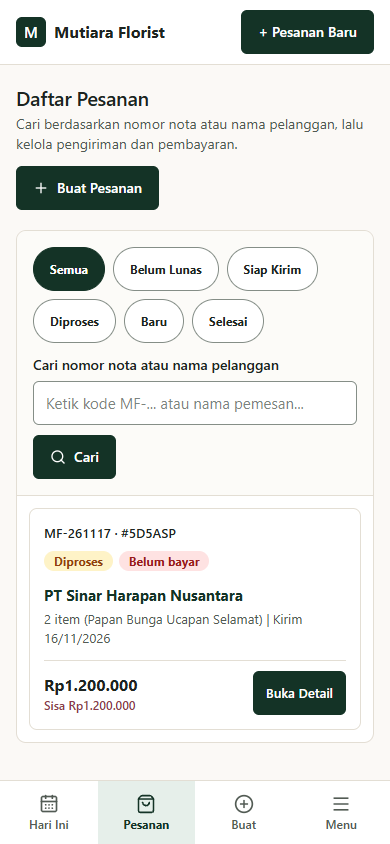 M Mutiara Florist + Pesanan Baru
Daftar Pesanan
Cari berdasarkan nomor nota atau nama pelanggan, lalu
kelola pengiriman dan pembayaran.
+ Buat Pesanan
Semua Belum Lunas Siap Kirim
Diproses Baru Selesai
Cari nomor nota atau nama pelanggan
Ketik kode MF-... atau nama pemesan...
Cari
MF-261117 · #5D5ASP
Diproses Belum bayar
PT Sinar Harapan Nusantara
2 item (Papan Bunga Ucapan Selamat) | Kirim
16/11/2026
Rp1.200.000
Sisa Rp1.200.000
Buka Detail
Hari Ini Pesanan Buat Menu